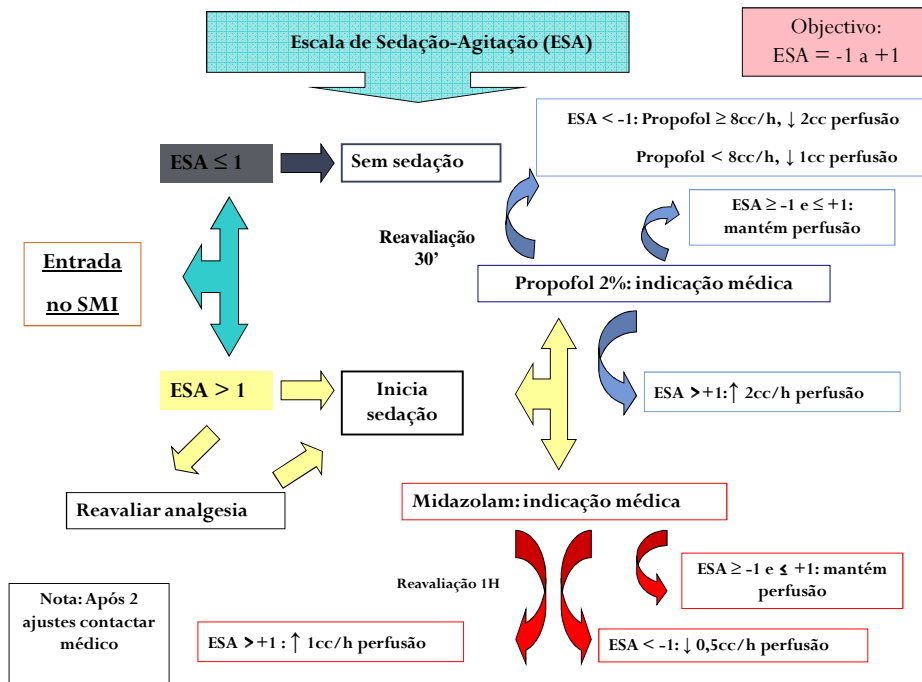 Escala de Sedação-Agitação (ESA)
Objectivo:
ESA = -1 a +1
ESA < -1: Propofol ≥ 8cc/h, ↓ 2cc perfusão
Propofol < 8cc/h, ↓ 1cc perfusão
ESA ≤ 1
Sem sedação
ESA ≥ -1 e ≤ +1:
mantém perfusão
Reavaliação
30’
Entrada
no SMI
Propofol 2%: indicação médica
ESA > 1
Inicia
sedação
ESA >+1:↑ 2cc/h perfusão
Reavaliar analgesia
Midazolam: indicação médica
Reavaliação 1H
ESA ≥ -1 e ≤ +1: mantém
perfusão
Nota: Após 2
ajustes contactar
médico
ESA >+1 : ↑ 1cc/h perfusão
ESA < -1: ↓ 0,5cc/h perfusão